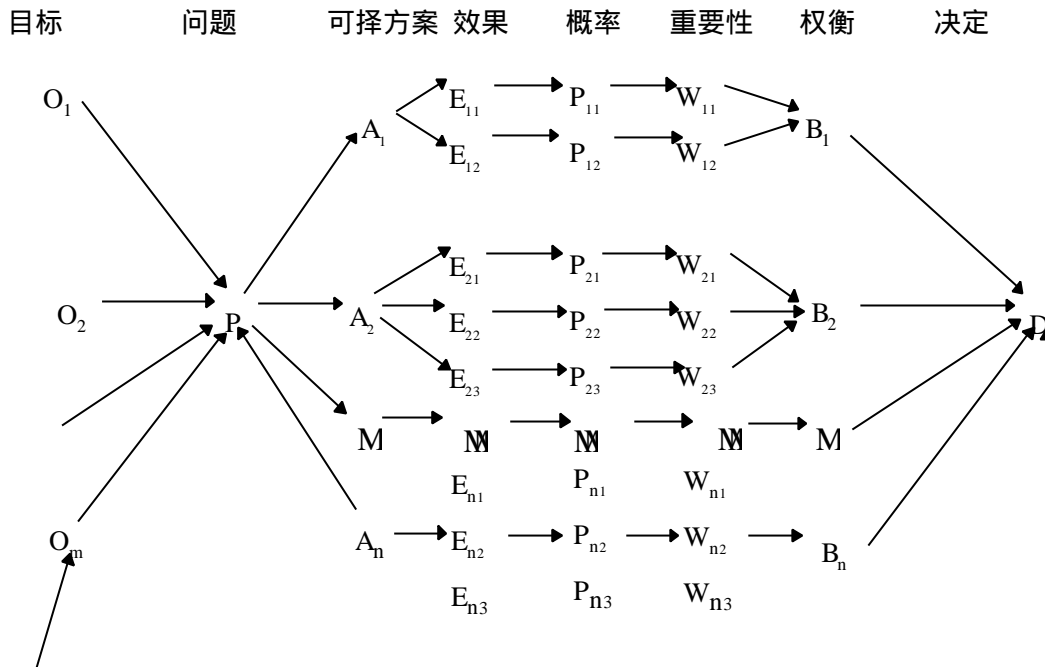 目标 问题 可择方案 效果 概率 重要性 权衡 决定
O₁ A₁ E₁₁ P₁₁ W₁₁ B₁
E₁₂ P₁₂ W₁₂
E₂₁ P₂₁ W₂₁
O₂ P A₂ E₂₂ P₂₂ W₂₂ B₂ D
E₂₃ P₂₃ W₂₃
M M M M M
Eₙ₁ Pₙ₁ Wₙ₁
Oₘ Aₙ Eₙ₂ Pₙ₂ Wₙ₂ Bₙ
Eₙ₃ Pₙ₃ Wₙ₃